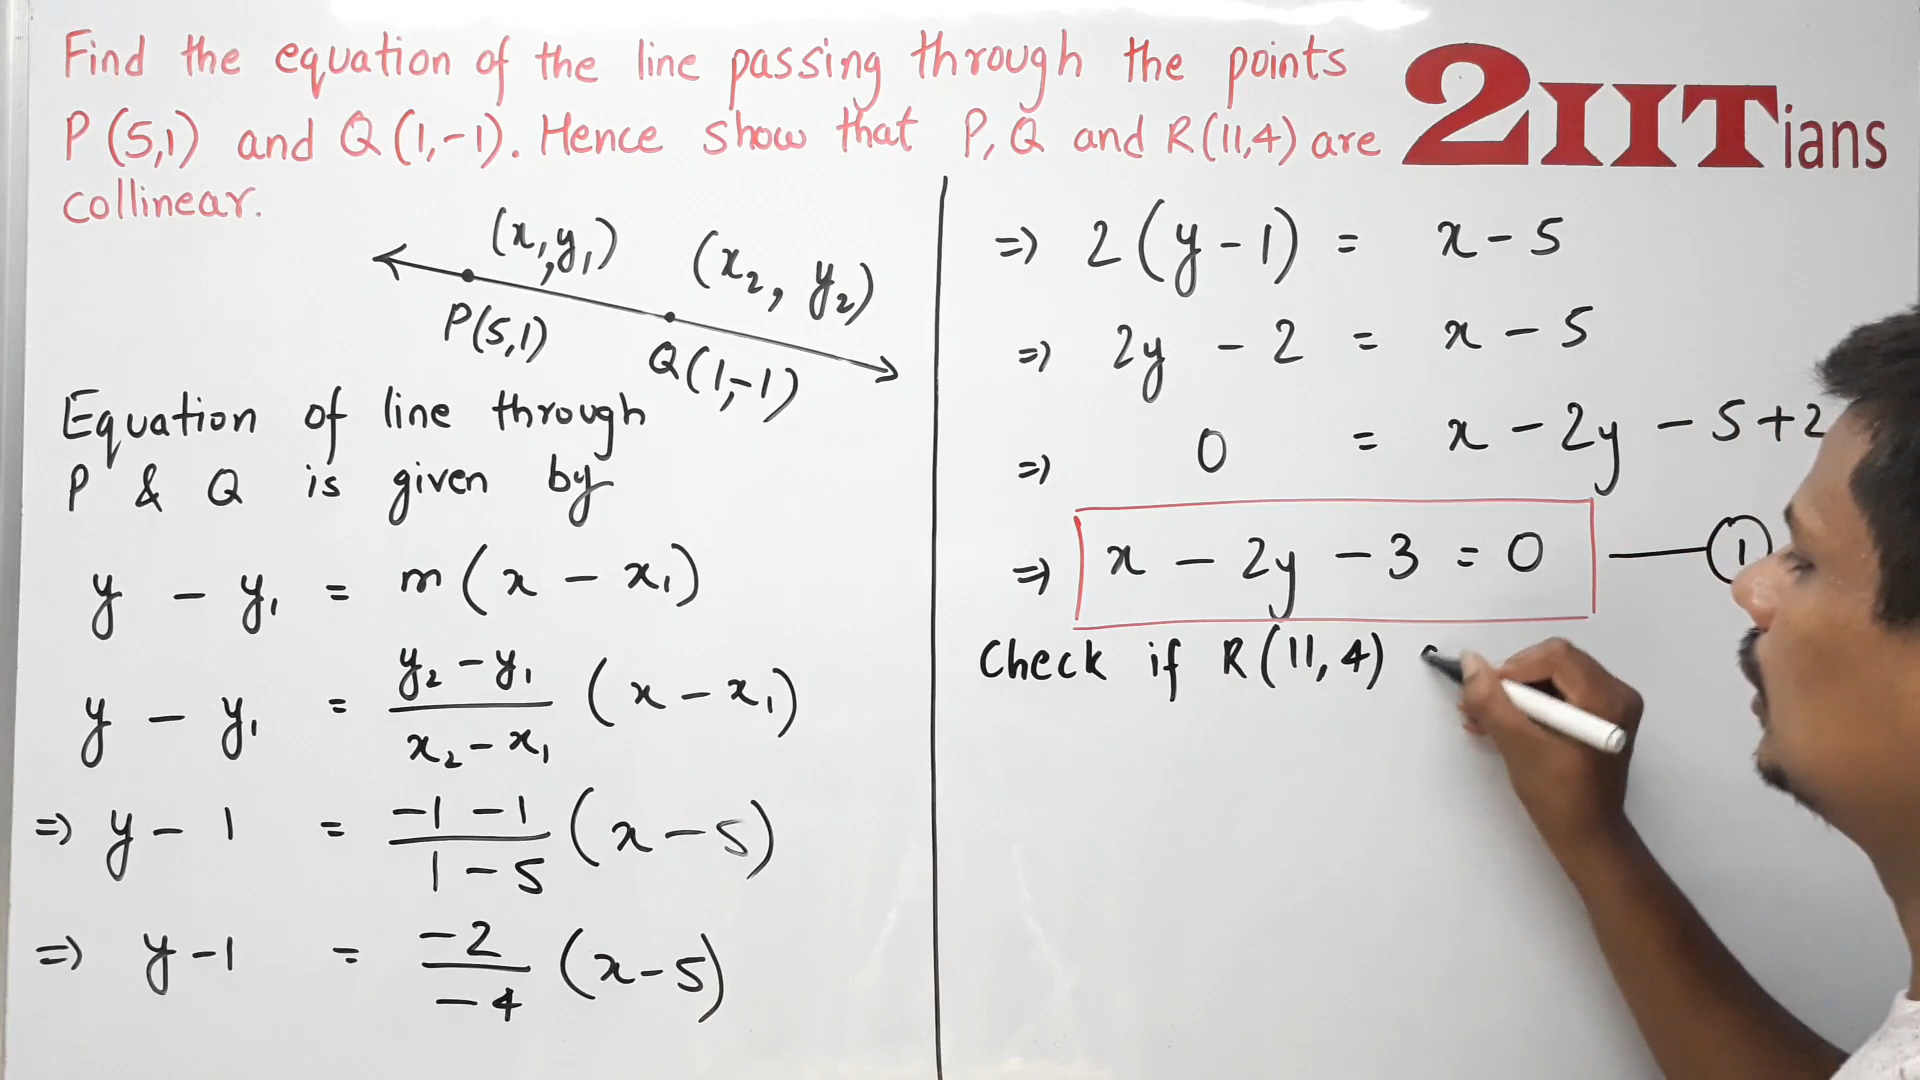 Find the equation of the line passing through the points
P(5,1) and Q(1,-1). Hence show that P, Q and R(11,4) are
collinear.
2IITians
(x₁,y₁)
(x₂, y₂)
P(5,1)
Q(1,-1)
Equation of line through
P & Q is given by
y - y₁ = m(x - x₁)
y - y₁ = (y₂ - y₁)/(x₂ - x₁) (x - x₁)
⇒ y - 1 = (-1 - 1)/(1 - 5) (x - 5)
⇒ y - 1 = (-2)/(-4) (x - 5)
⇒ 2(y - 1) = x - 5
⇒ 2y - 2 = x - 5
⇒ 0 = x - 2y - 5 + 2
⇒ x - 2y - 3 = 0 — ①
Check if R(11,4)